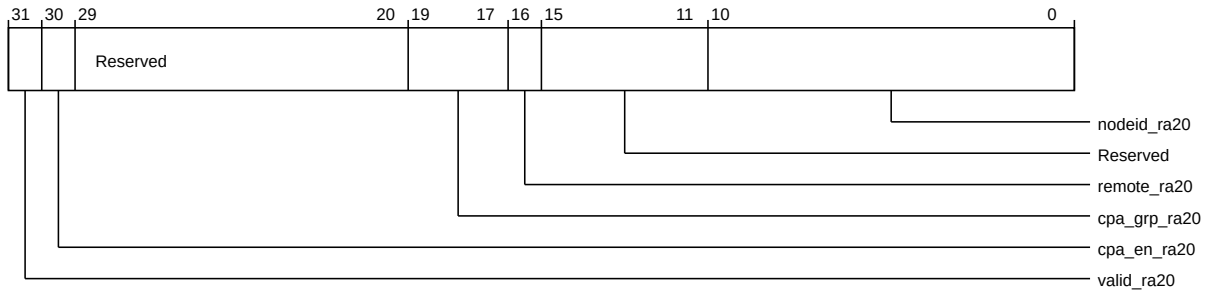 31 30 29 20 19 17 16 15 11 10 0
Reserved
nodeid_ra20
Reserved
remote_ra20
cpa_grp_ra20
cpa_en_ra20
valid_ra20